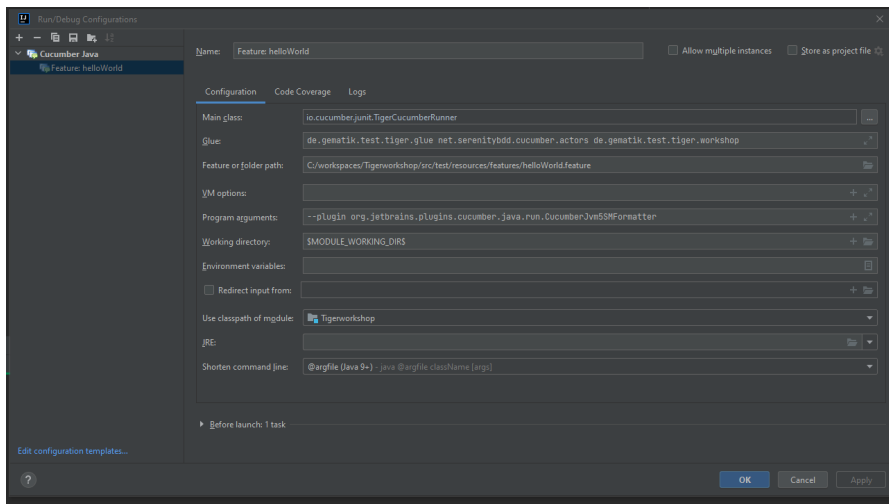 Run/Debug Configurations
Cucumber Java
Feature: helloWorld
Name: Feature: helloWorld
Allow multiple instances
Store as project file
Configuration Code Coverage Logs
Main class: io.cucumber.junit.TigerCucumberRunner
Glue: de.gematik.test.tiger.glue net.serenitybdd.cucumber.actors de.gematik.test.tiger.workshop
Feature or folder path: C:/workspaces/Tigerworkshop/src/test/resources/features/helloWorld.feature
VM options:
Program arguments: --plugin org.jetbrains.plugins.cucumber.java.run.CucumberJvm5SMFormatter
Working directory: $MODULE_WORKING_DIR$
Environment variables:
Redirect input from:
Use classpath of module: Tigerworkshop
JRE:
Shorten command line: @argfile (Java 9+) - java @argfile className [args]
Before launch: 1 task
Edit configuration templates...
? OK Cancel Apply